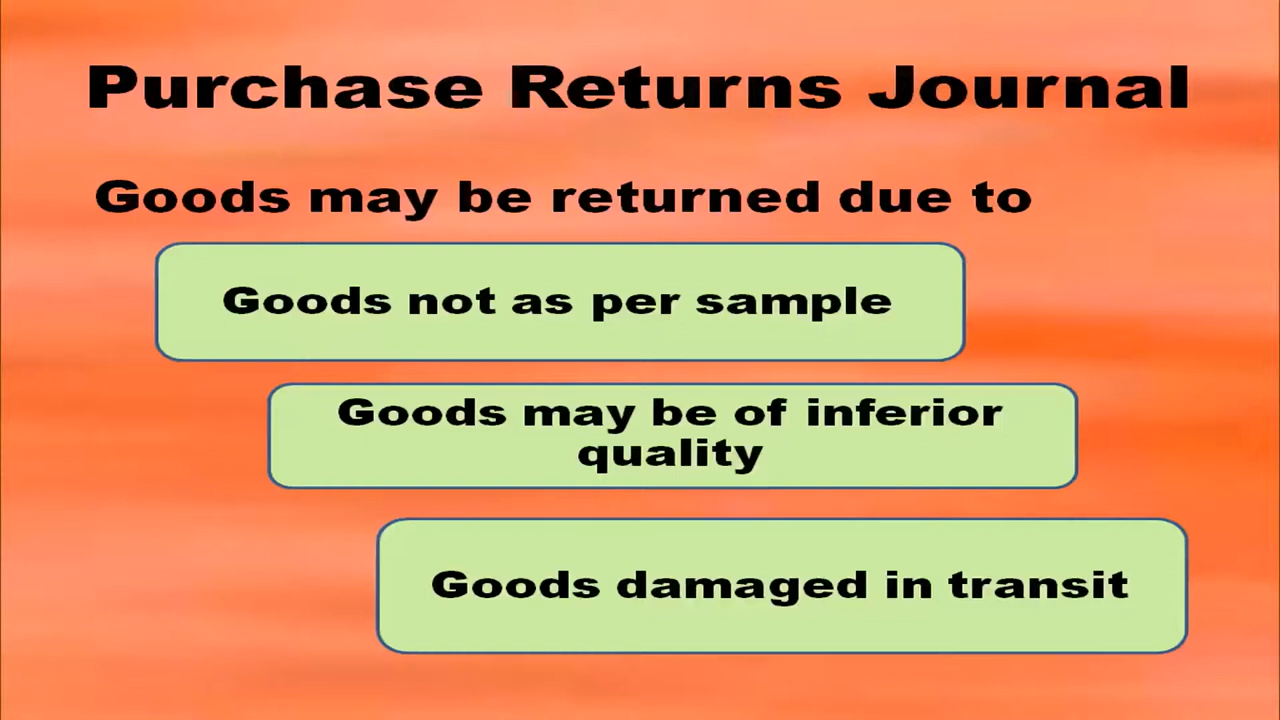 Purchase Returns Journal
Goods may be returned due to
Goods not as per sample
Goods may be of inferior
quality
Goods damaged in transit